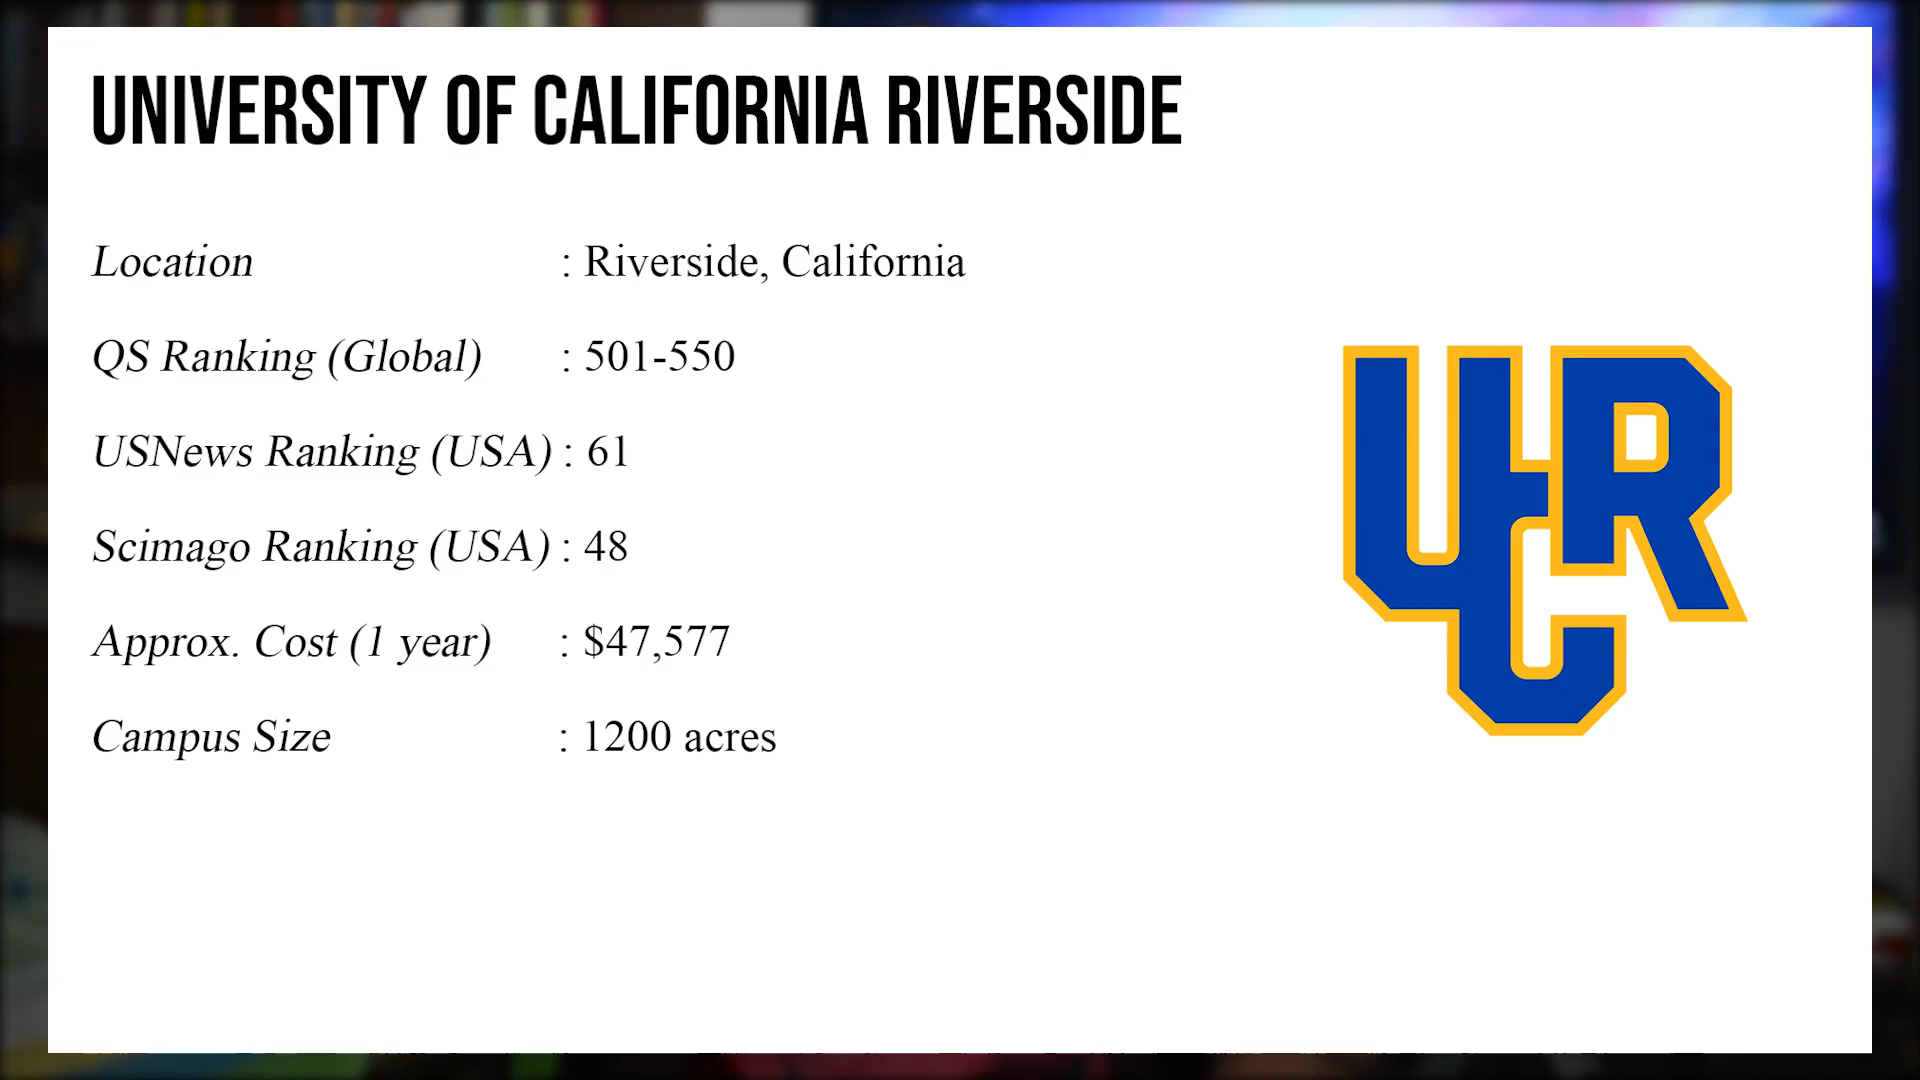 UNIVERSITY OF CALIFORNIA RIVERSIDE
Location : Riverside, California
QS Ranking (Global) : 501-550
USNews Ranking (USA) : 61
Scimago Ranking (USA) : 48
Approx. Cost (1 year) : $47,577
Campus Size : 1200 acres
UCR